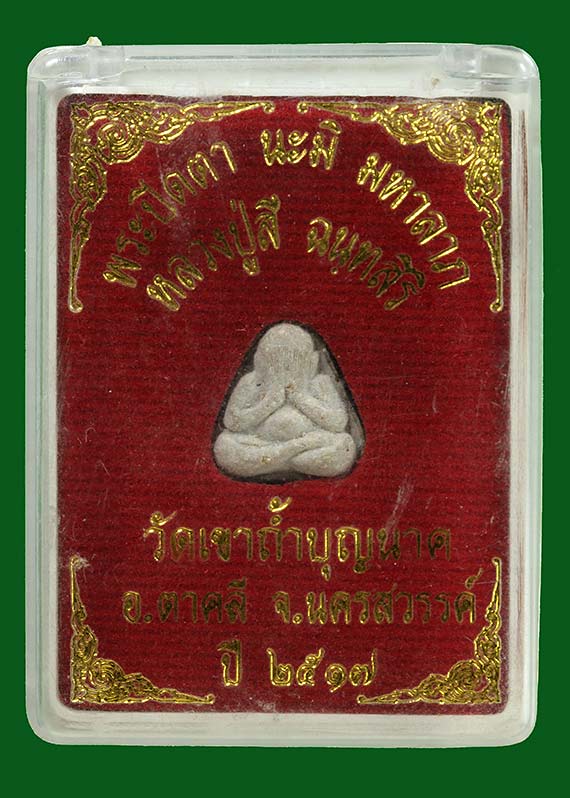 พระปิดตา นะมิ มหาลาภ
หลวงปู่สี ฉนฺทสิริ
วัดเขาถ้ำบุญนาค
อ.ตาคลี จ.นครสวรรค์
ปี ๒๕๑๗